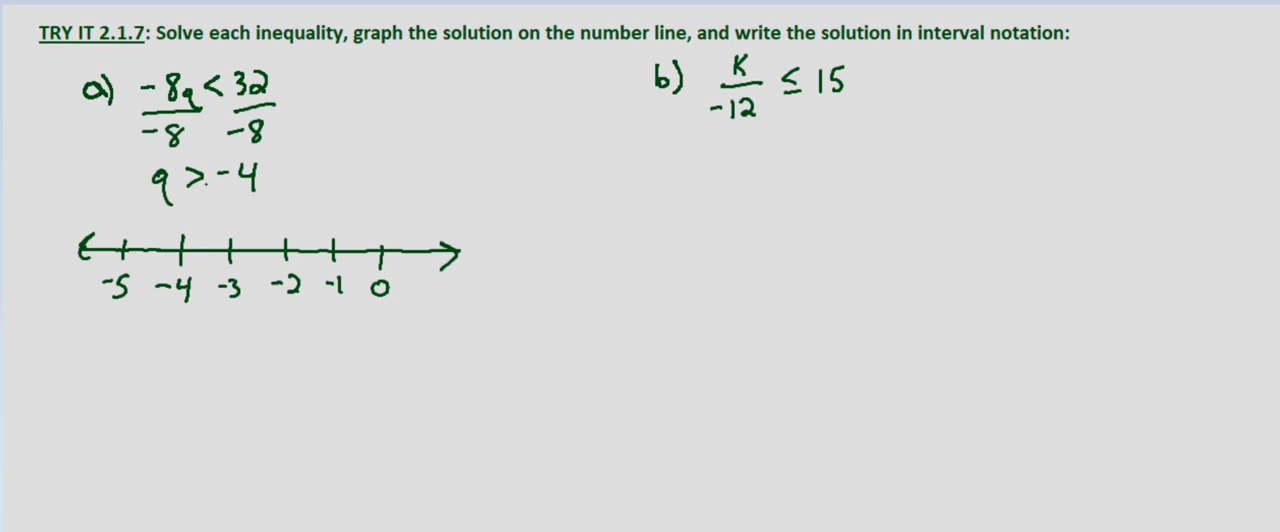 TRY IT 2.1.7: Solve each inequality, graph the solution on the number line, and write the solution in interval notation:
a) -8q < 32
-8 -8
q > -4
-5 -4 -3 -2 -1 0
b) K/-12 ≤ 15